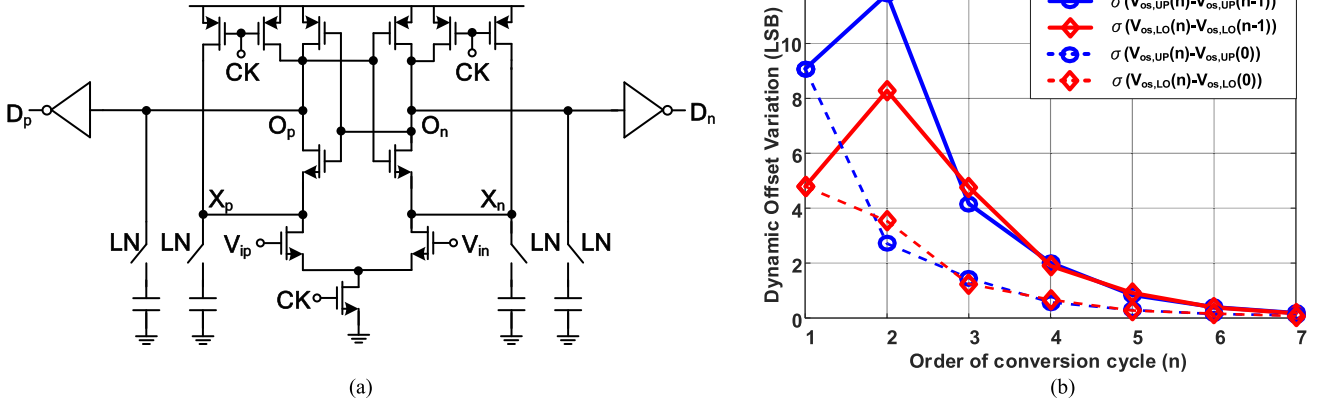 CK
CK
Dp
Op
On
Dn
Xp
Xn
LN
LN
Vip
Vin
LN
LN
CK
(a)
σ(Vos,UP(n)-Vos,UP(n-1))
σ(Vos,LO(n)-Vos,LO(n-1))
σ(Vos,UP(n)-Vos,UP(0))
σ(Vos,LO(n)-Vos,LO(0))
Dynamic Offset Variation (LSB)
10
8
6
4
2
0
1 2 3 4 5 6 7
Order of conversion cycle (n)
(b)